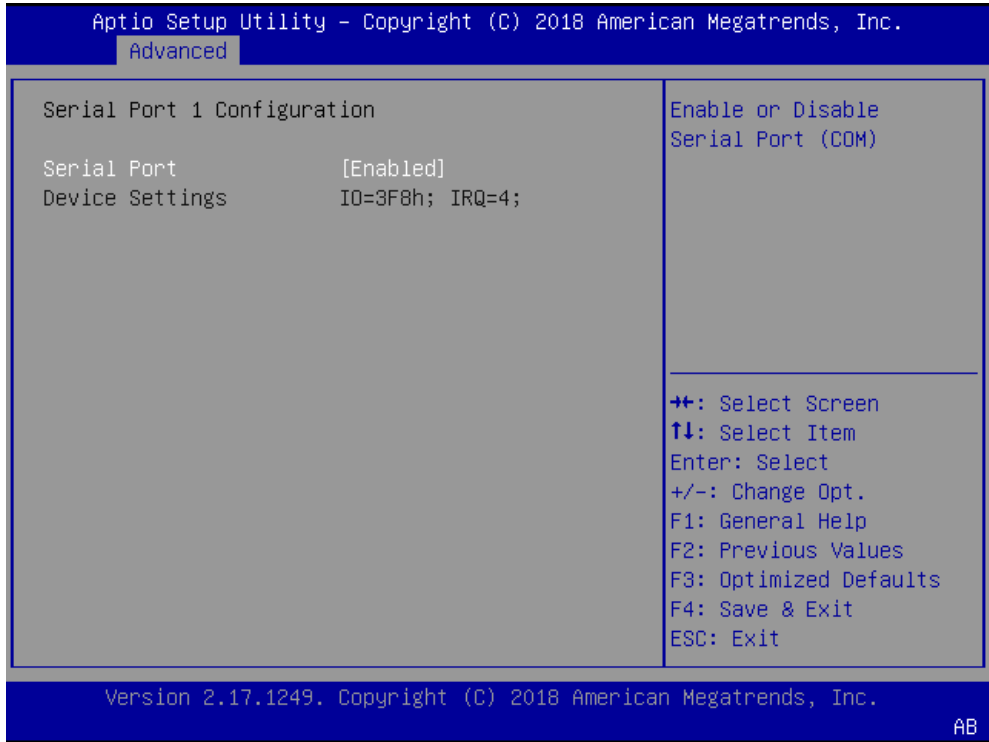 Aptio Setup Utility – Copyright (C) 2018 American Megatrends, Inc.
Advanced
Serial Port 1 Configuration
Serial Port [Enabled]
Device Settings IO=3F8h; IRQ=4;
Enable or Disable
Serial Port (COM)
→←: Select Screen
↑↓: Select Item
Enter: Select
+/-: Change Opt.
F1: General Help
F2: Previous Values
F3: Optimized Defaults
F4: Save & Exit
ESC: Exit
Version 2.17.1249. Copyright (C) 2018 American Megatrends, Inc.
AB